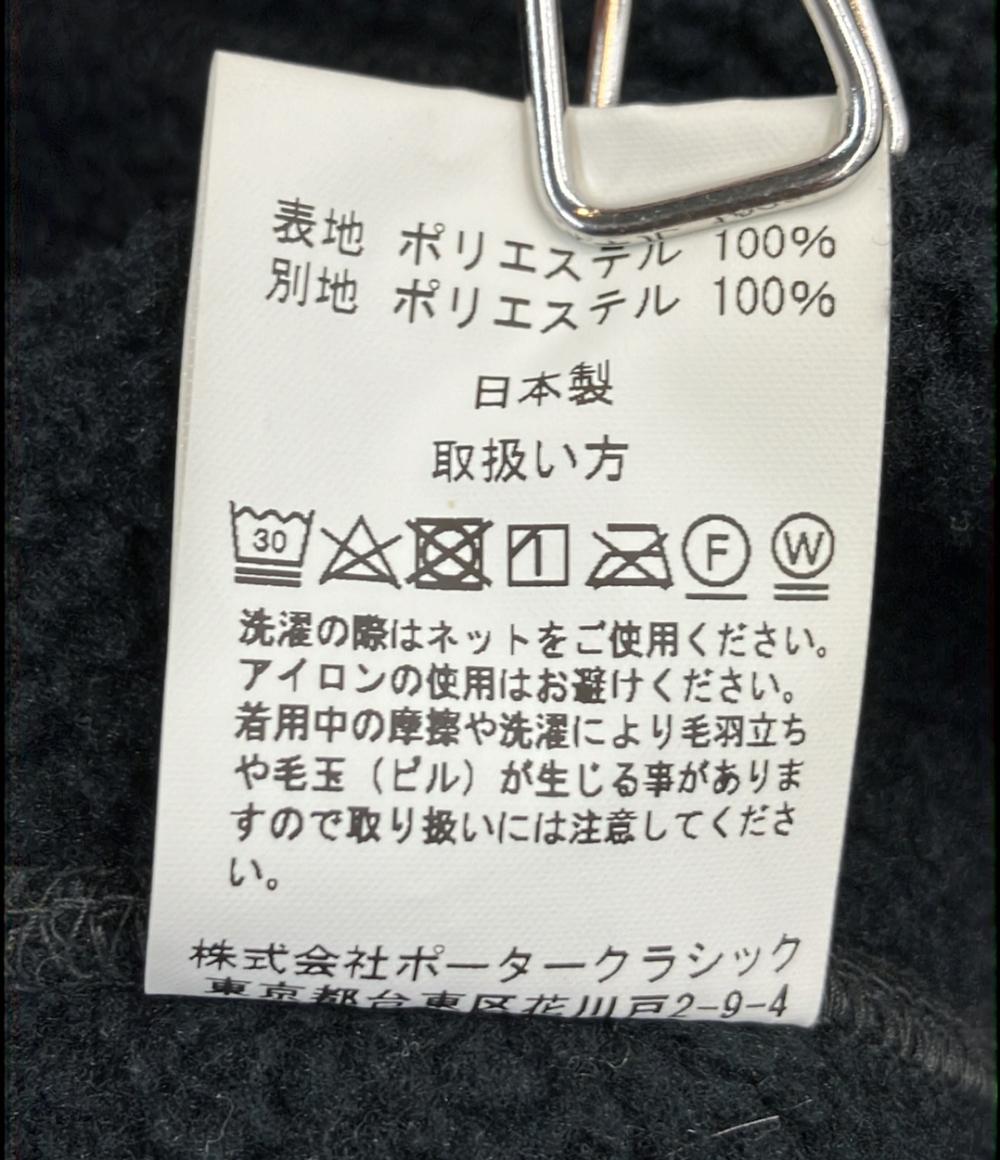 表地 ポリエステル 100%
別地 ポリエステル 100%
日本製
取扱い方
30 F W
洗濯の際はネットをご使用ください。
アイロンの使用はお避けください。
着用中の摩擦や洗濯により毛羽立ち
や毛玉（ピル）が生じる事がありま
すので取り扱いには注意してくださ
い。
株式会社ポータークラシック
東京都台東区花川戸2-9-4